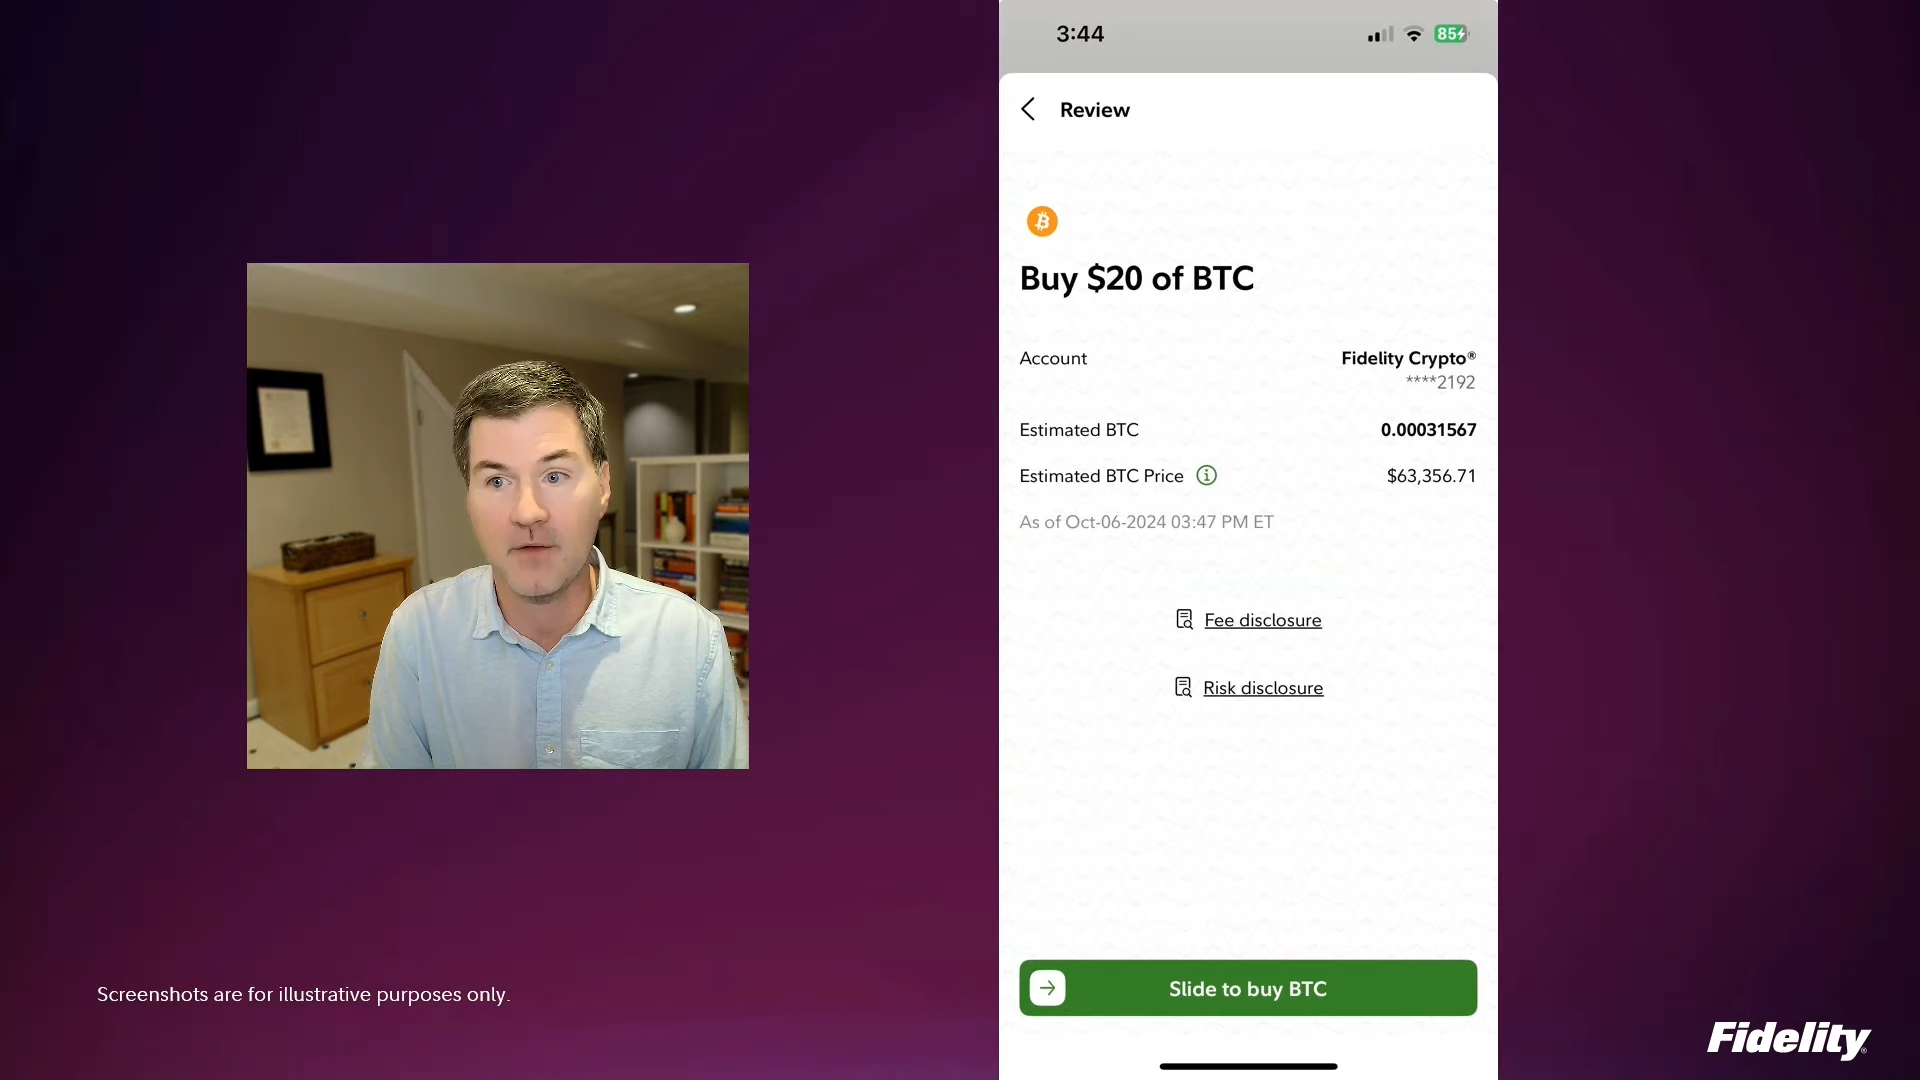 3:44
85
Review
Buy $20 of BTC
Account
Fidelity Crypto®
****2192
Estimated BTC
0.00031567
Estimated BTC Price
$63,356.71
As of Oct-06-2024 03:47 PM ET
Fee disclosure
Risk disclosure
Slide to buy BTC
Screenshots are for illustrative purposes only.
Fidelity